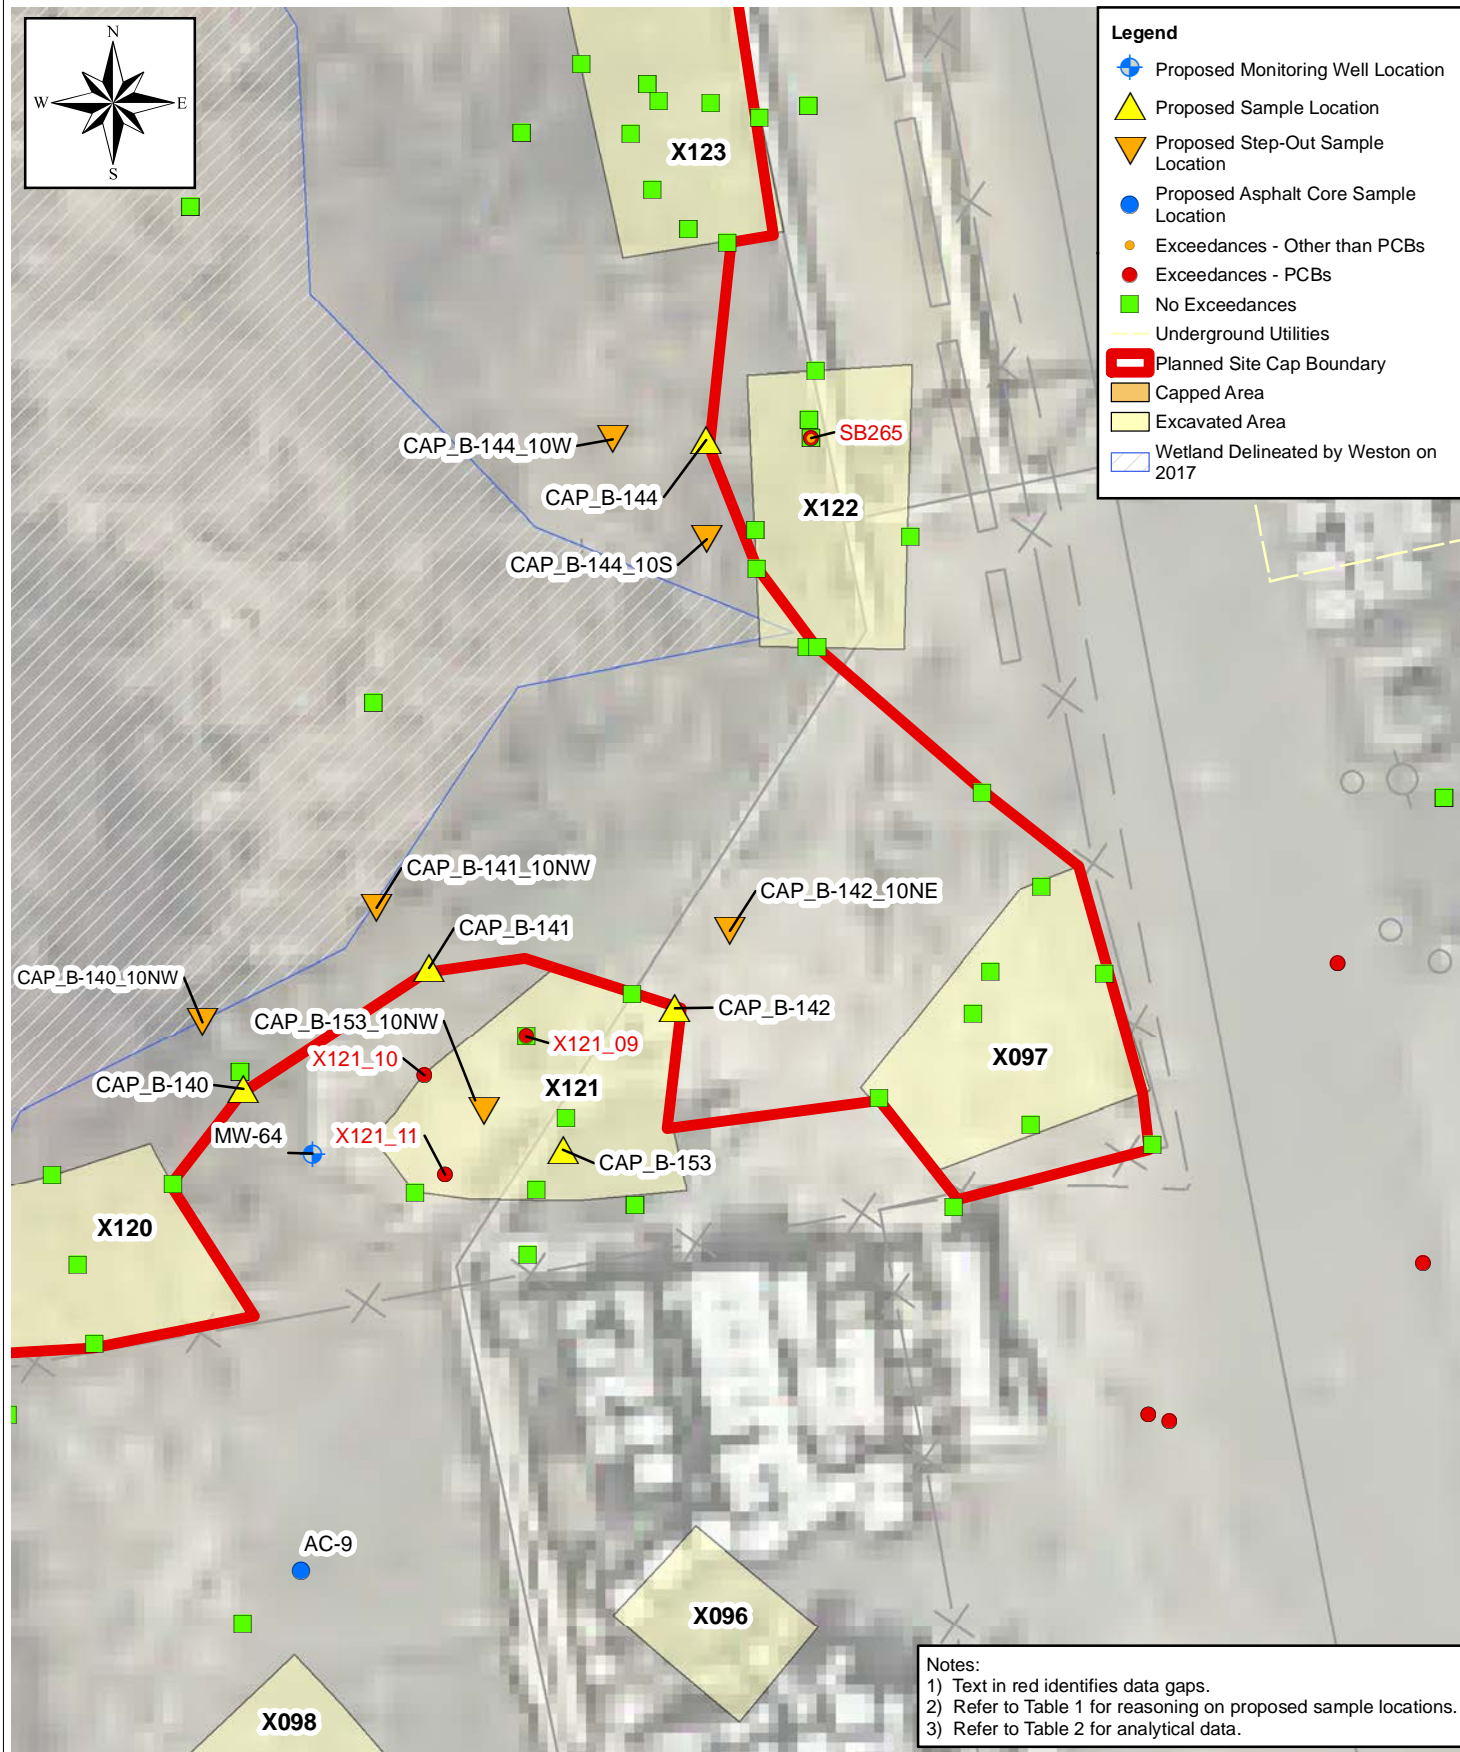 N
W
E
S
Legend
Proposed Monitoring Well Location
Proposed Sample Location
Proposed Step-Out Sample
Location
Proposed Asphalt Core Sample
Location
Exceedances - Other than PCBs
Exceedances - PCBs
No Exceedances
Underground Utilities
Planned Site Cap Boundary
Capped Area
Excavated Area
Wetland Delineated by Weston on
2017
X123
CAP_B-144_10W
SB265
CAP_B-144
X122
CAP_B-144_10S
CAP_B-141_10NW
CAP_B-142_10NE
CAP_B-141
CAP_B-140_10NW
CAP_B-142
CAP_B-153_10NW
X121_09
X121_10
X097
CAP_B-140
X121
MW-64
X121_11
CAP_B-153
X120
AC-9
X096
X098
Notes:
1) Text in red identifies data gaps.
2) Refer to Table 1 for reasoning on proposed sample locations.
3) Refer to Table 2 for analytical data.